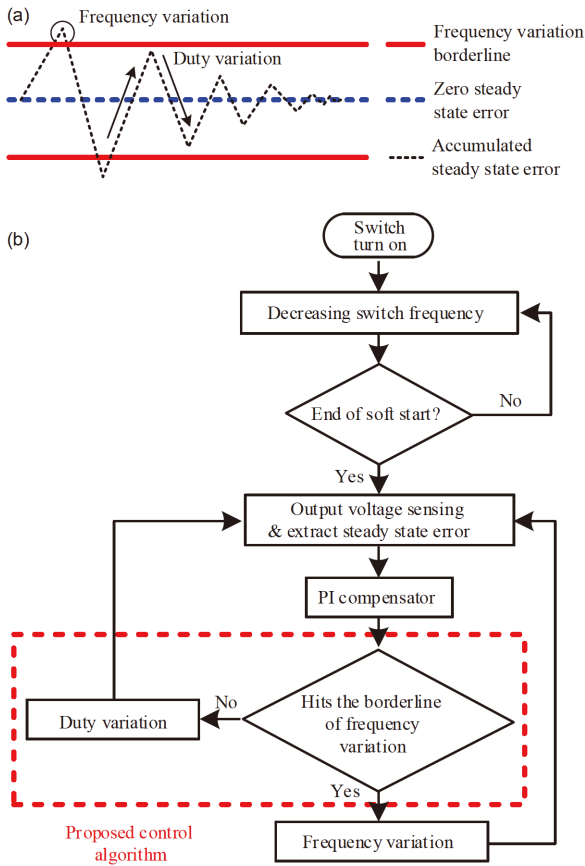 (a)
Frequency variation
Duty variation
Frequency variation
borderline
Zero steady
state error
Accumulated
steady state error
(b)
Switch
turn on
Decreasing switch frequency
End of soft start?
No
Yes
Output voltage sensing
& extract steady state error
PI compensator
Hits the borderline
of frequency
variation
No
Duty variation
Yes
Frequency variation
Proposed control
algorithm